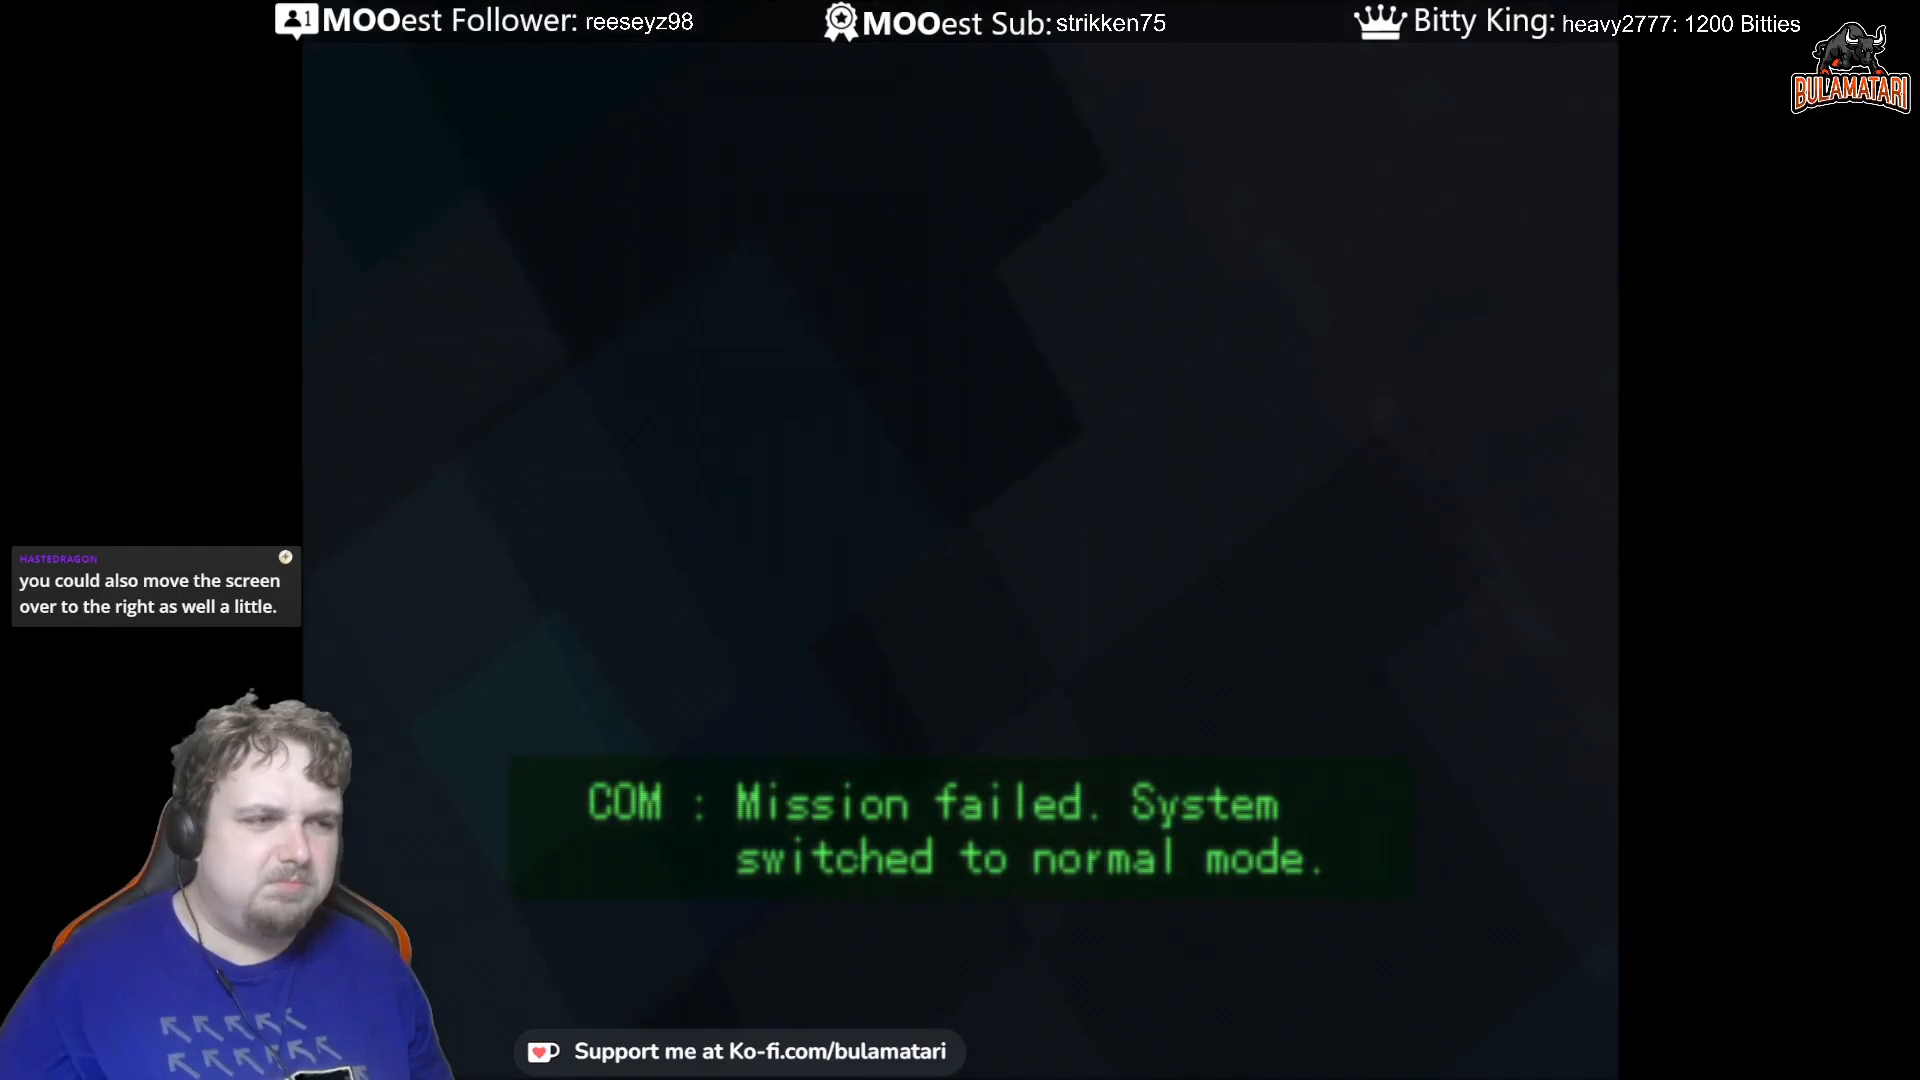 1 MOOest Follower: reeseyz98
MOOest Sub: strikken75
Bitty King: heavy2777: 1200 Bitties
BULAMATARI
HASTEDRAGON
you could also move the screen
over to the right as well a little.
COM : Mission failed. System
switched to normal mode.
Support me at Ko-fi.com/bulamatari